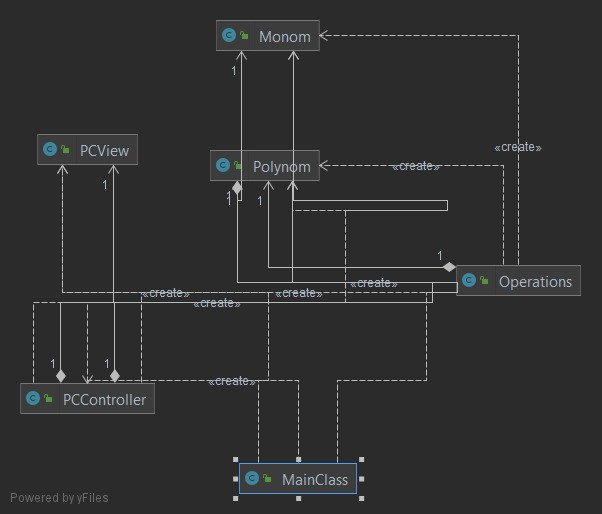 C Monom
1
«create»
C PCView
C Polynom
«create»
1
1
1
1
C Operations
«create»
«create»
«create»
1
1
C PCController
«create»
C MainClass
Powered by yFiles